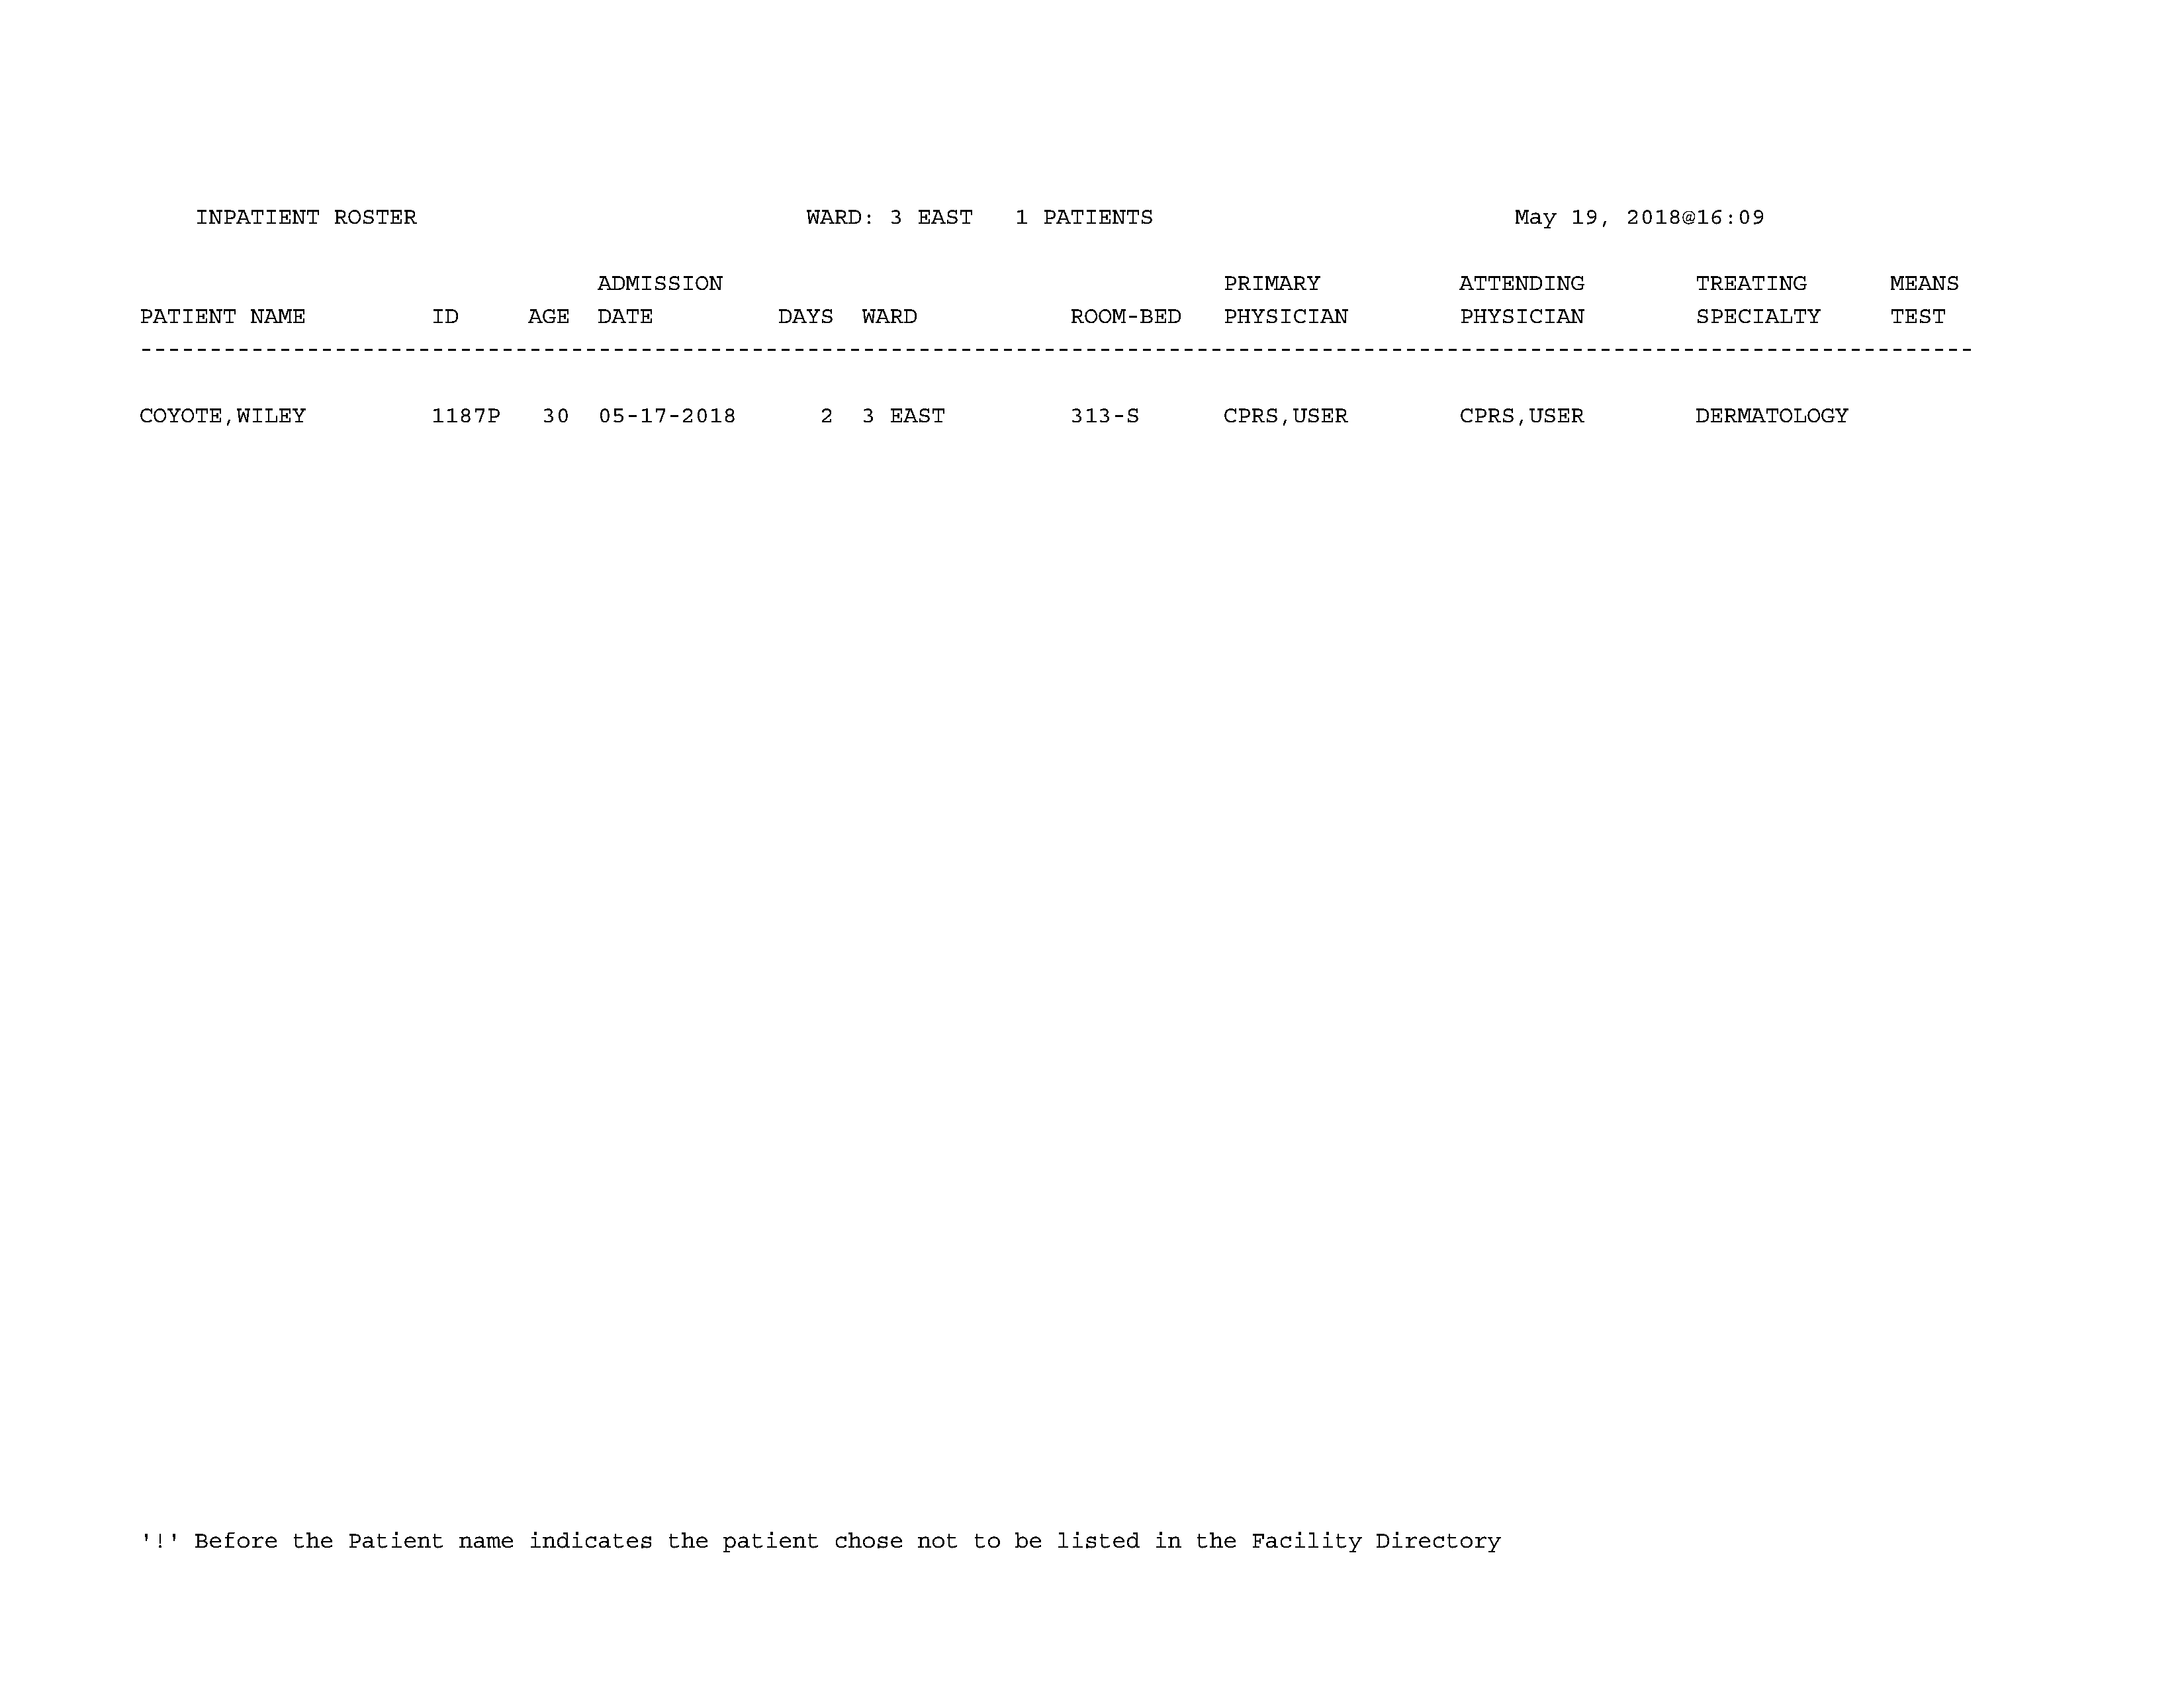 INPATIENT ROSTER WARD: 3 EAST 1 PATIENTS May 19, 2018@16:09
ADMISSION PRIMARY ATTENDING TREATING MEANS
PATIENT NAME ID AGE DATE DAYS WARD ROOM-BED PHYSICIAN PHYSICIAN SPECIALTY TEST
------------------------------------------------------------------------------------------------------------------------------------
COYOTE,WILEY 1187P 30 05-17-2018 2 3 EAST 313-S CPRS,USER CPRS,USER DERMATOLOGY
'!' Before the Patient name indicates the patient chose not to be listed in the Facility Directory